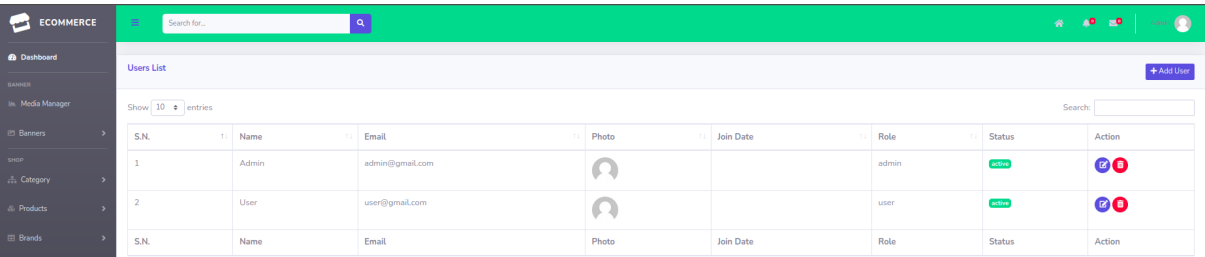 ECOMMERCE
Search for...
0
0
Dashboard
Users List
+ Add User
BANNER
Media Manager
Show 10 entries
Search:
Banners
S.N. Name Email Photo Join Date Role Status Action
1 Admin admin@gmail.com admin active
SHOP
Category
2 User user@gmail.com user active
Products
Brands
S.N. Name Email Photo Join Date Role Status Action